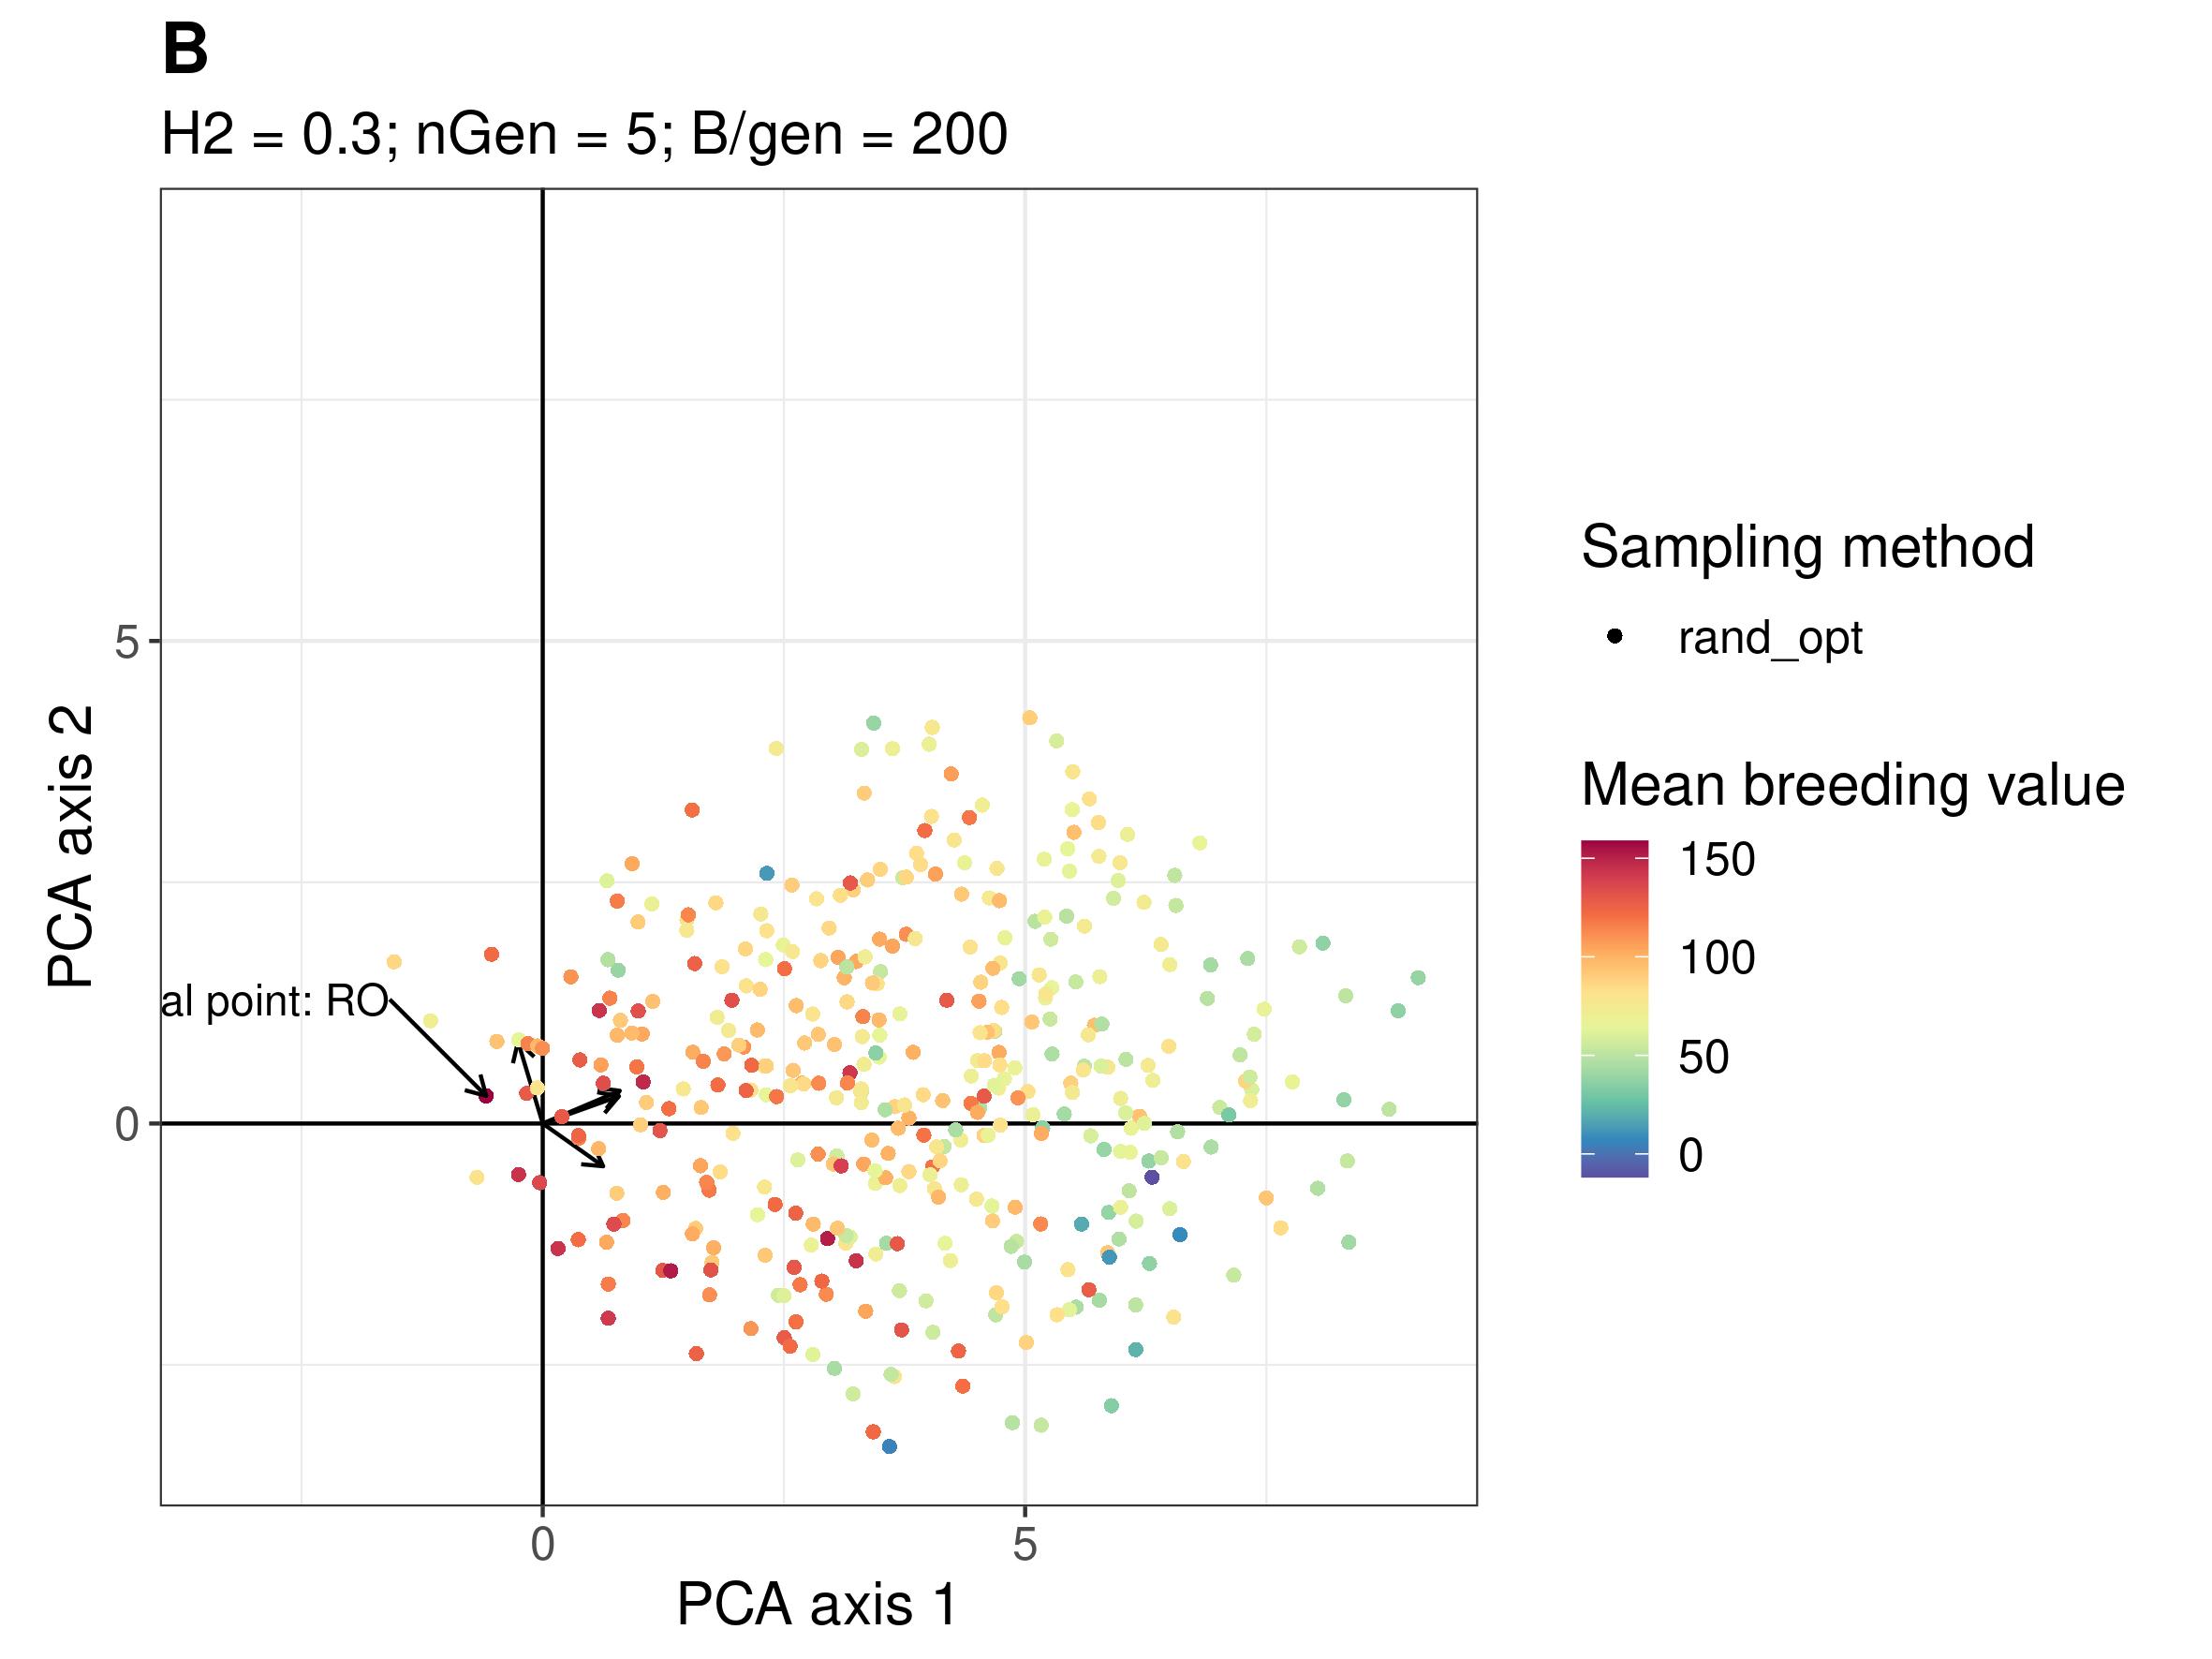 B
H2 = 0.3; nGen = 5; B/gen = 200
PCA axis 2
5
0
al point: RO
0
5
PCA axis 1
Sampling method
rand_opt
Mean breeding value
150
100
50
0